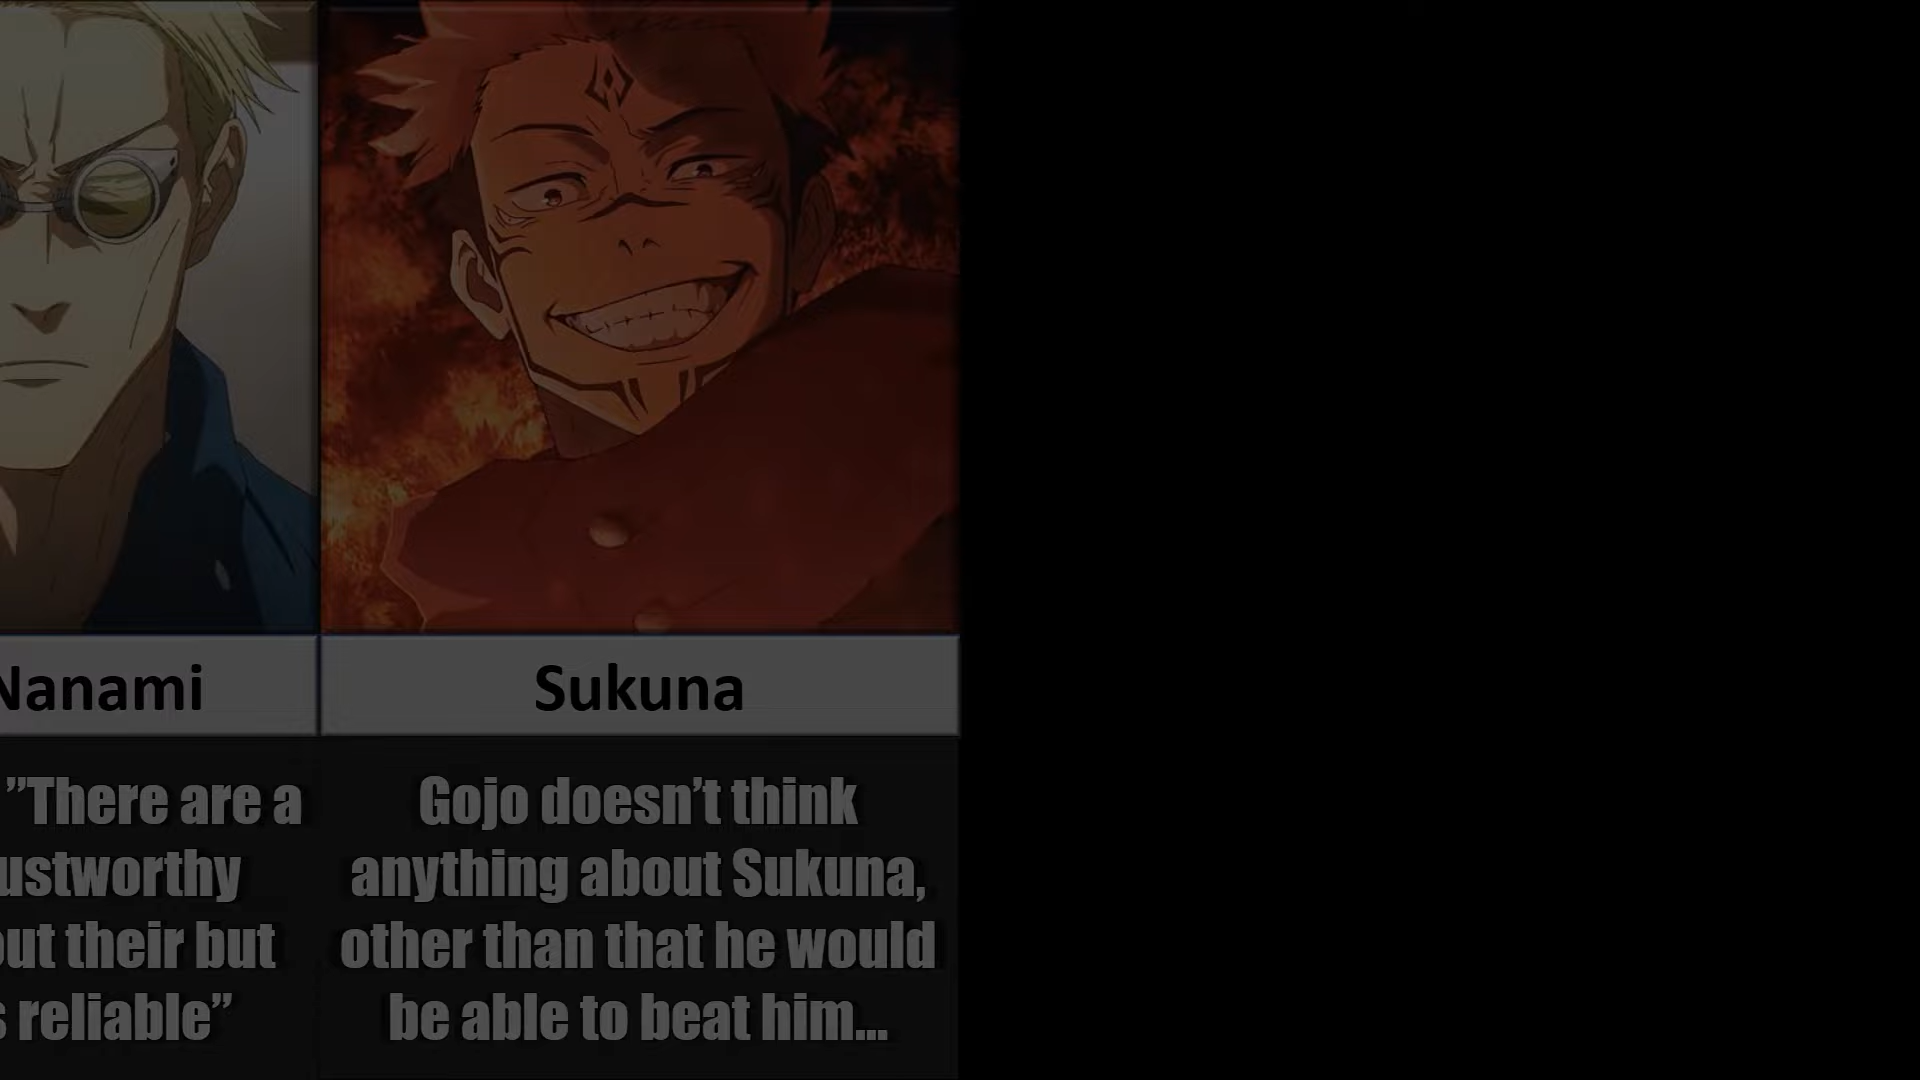 Nanami
Sukuna
”There are a
ustworthy
out their but
s reliable”
Gojo doesn’t think
anything about Sukuna,
other than that he would
be able to beat him...